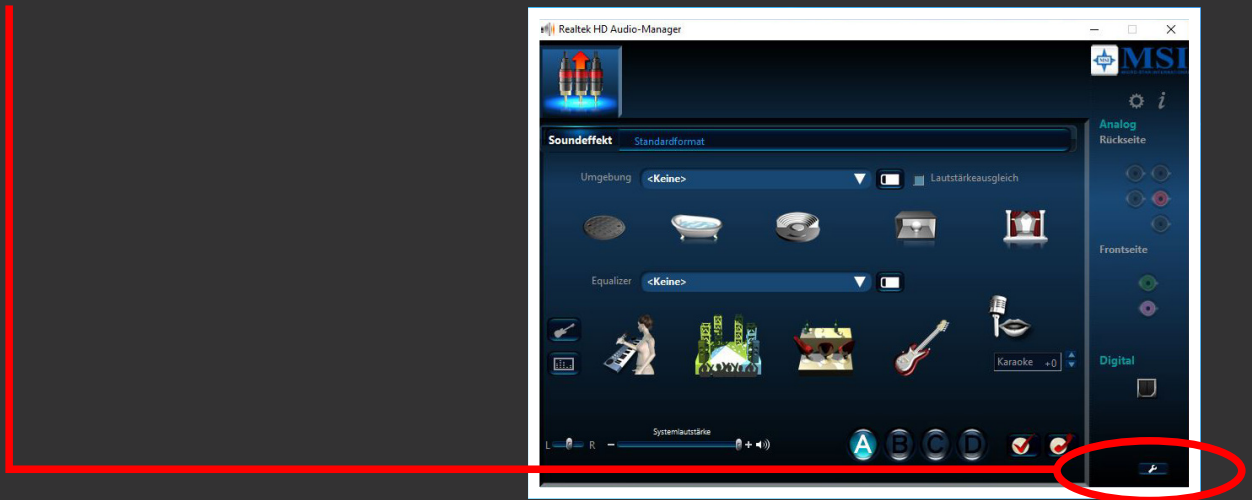 Realtek HD Audio-Manager
MSI
i
Analog
Rückseite
Soundeffekt Standardformat
Umgebung <Keine> Lautstärkeausgleich
Frontseite
Equalizer <Keine>
Karaoke +0
Digital
Systemlautstärke
L R - +
A B C D